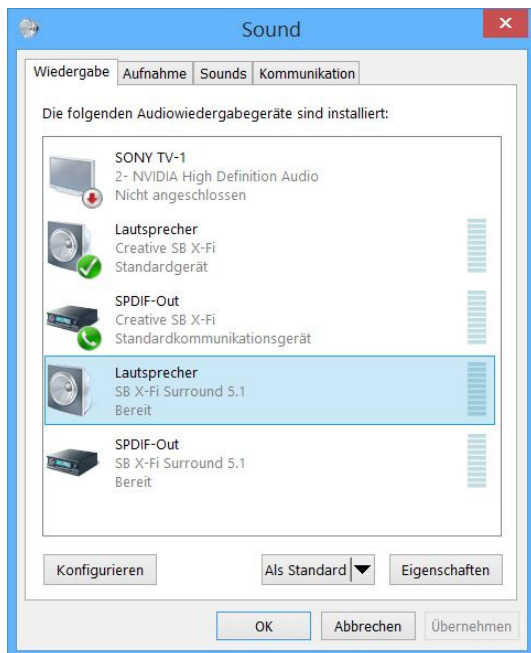 Sound
Wiedergabe Aufnahme Sounds Kommunikation
Die folgenden Audiowiedergabegeräte sind installiert:
SONY TV-1
2- NVIDIA High Definition Audio
Nicht angeschlossen
Lautsprecher
Creative SB X-Fi
Standardgerät
SPDIF-Out
Creative SB X-Fi
Standardkommunikationsgerät
Lautsprecher
SB X-Fi Surround 5.1
Bereit
SPDIF-Out
SB X-Fi Surround 5.1
Bereit
Konfigurieren Als Standard Eigenschaften
OK Abbrechen Übernehmen